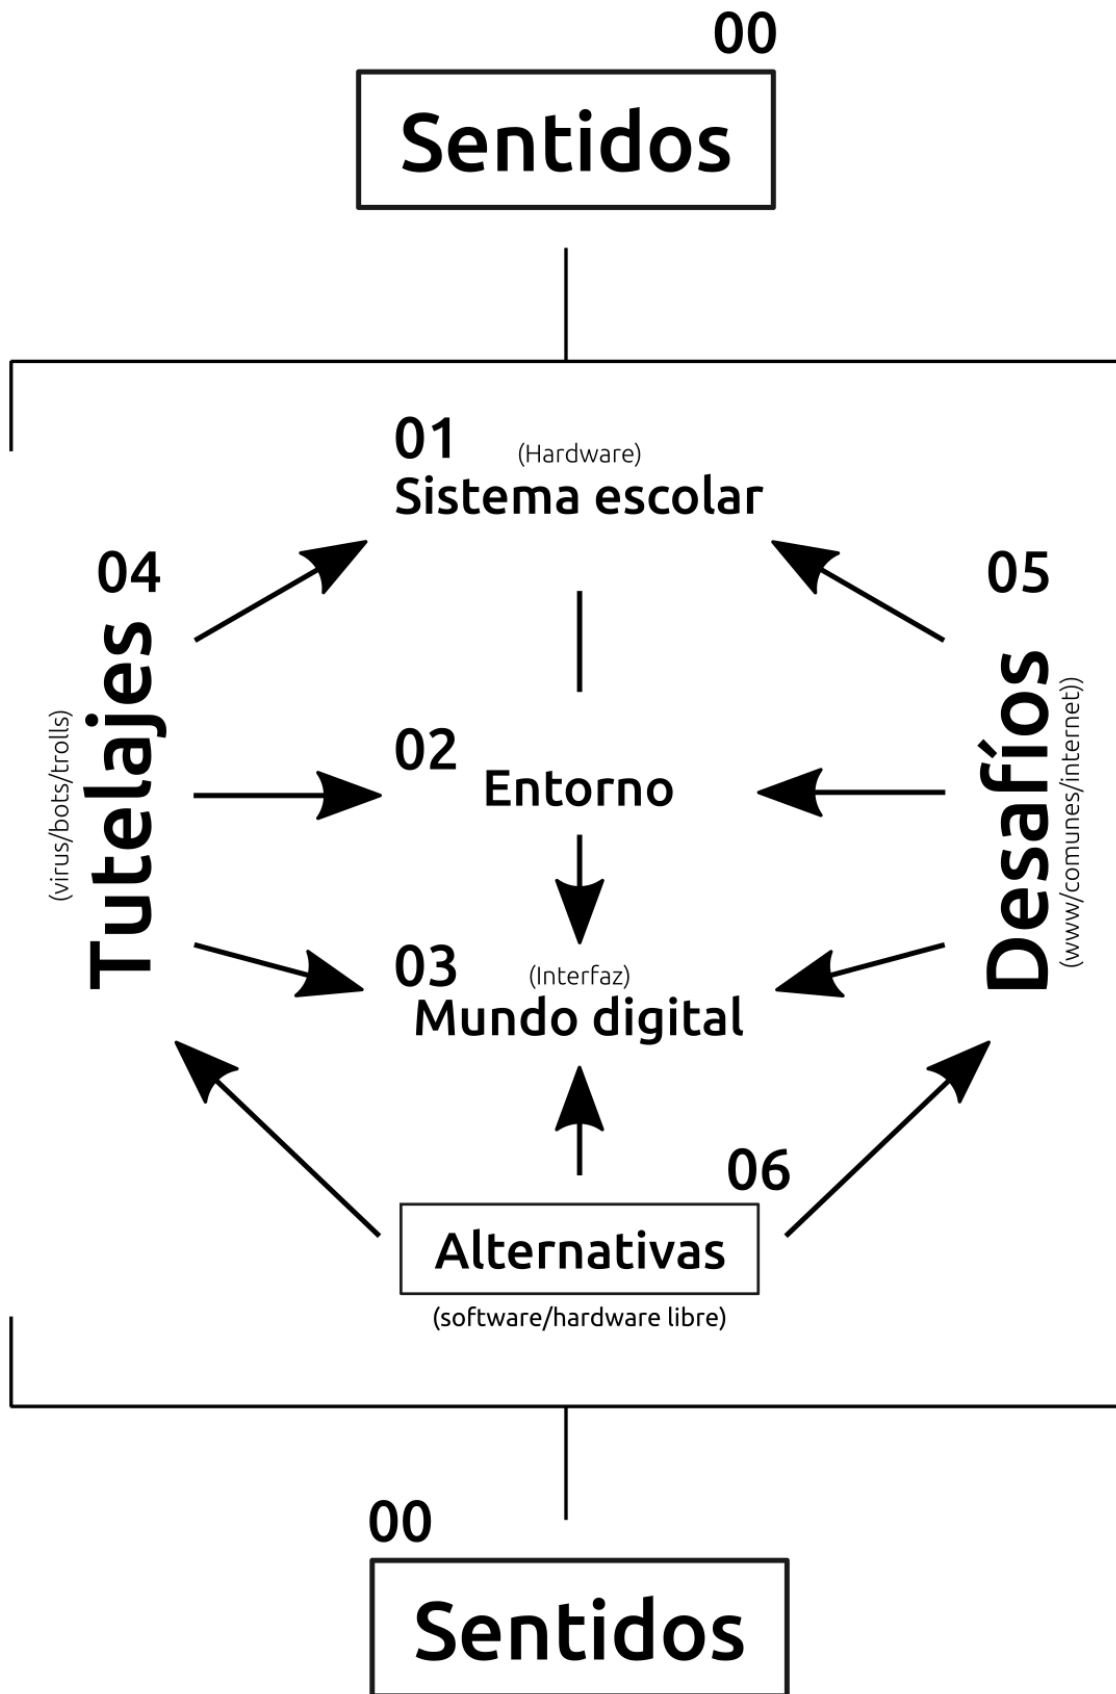 00
Sentidos
01
(Hardware)
Sistema escolar
04
Tutelajes
(virus/bots/trolls)
05
Desafíos
(www/comunes/internet))
02
Entorno
03
(Interfaz)
Mundo digital
06
Alternativas
(software/hardware libre)
00
Sentidos